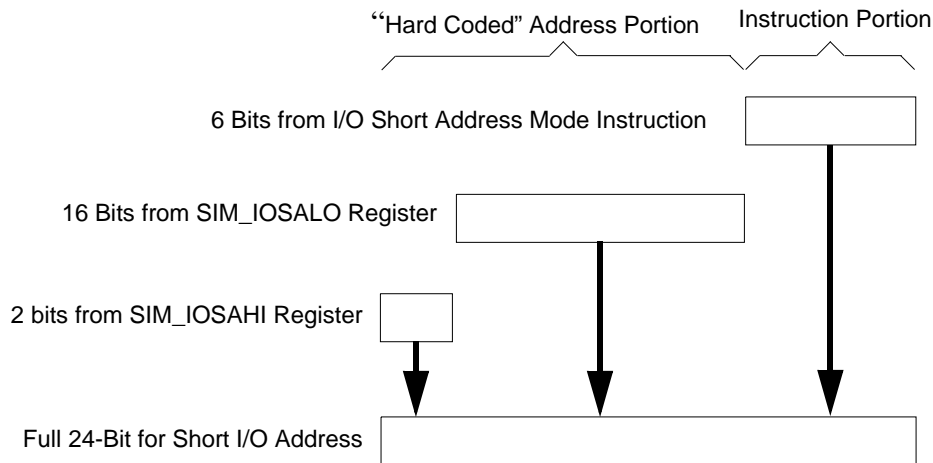 “Hard Coded” Address Portion
Instruction Portion
6 Bits from I/O Short Address Mode Instruction
16 Bits from SIM_IOSALO Register
2 bits from SIM_IOSAHI Register
Full 24-Bit for Short I/O Address